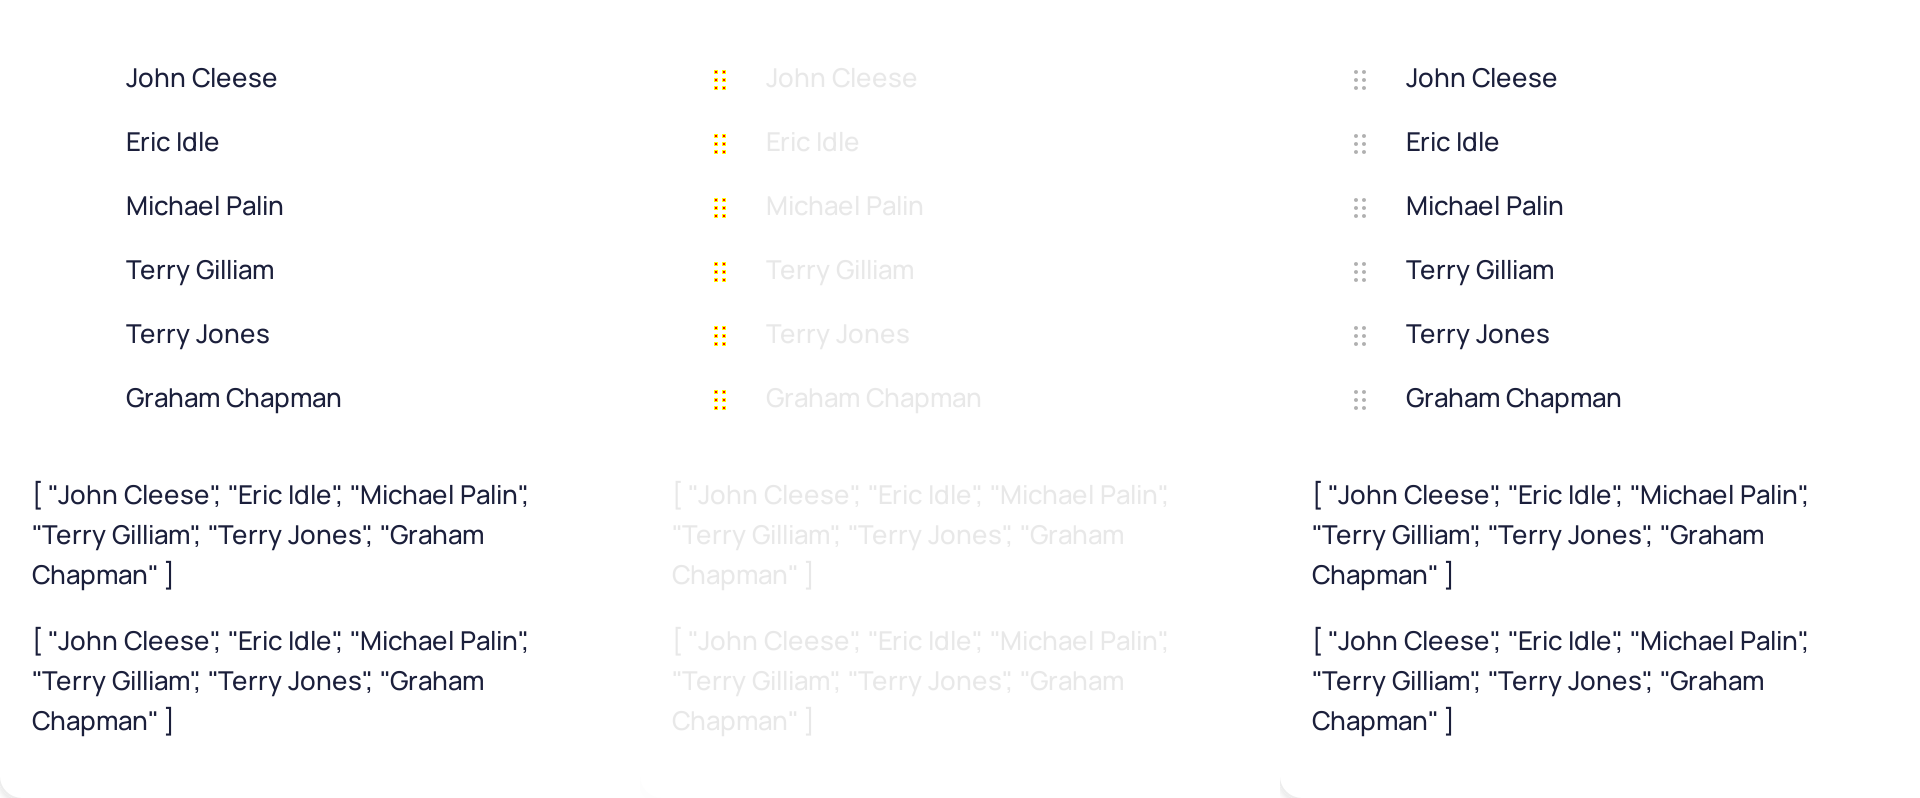 John Cleese
Eric Idle
Michael Palin
Terry Gilliam
Terry Jones
Graham Chapman
[ "John Cleese", "Eric Idle", "Michael Palin",
"Terry Gilliam", "Terry Jones", "Graham
Chapman" ]
[ "John Cleese", "Eric Idle", "Michael Palin",
"Terry Gilliam", "Terry Jones", "Graham
Chapman" ]
John Cleese
Eric Idle
Michael Palin
Terry Gilliam
Terry Jones
Graham Chapman
[ "John Cleese", "Eric Idle", "Michael Palin",
"Terry Gilliam", "Terry Jones", "Graham
Chapman" ]
[ "John Cleese", "Eric Idle", "Michael Palin",
"Terry Gilliam", "Terry Jones", "Graham
Chapman" ]
John Cleese
Eric Idle
Michael Palin
Terry Gilliam
Terry Jones
Graham Chapman
[ "John Cleese", "Eric Idle", "Michael Palin",
"Terry Gilliam", "Terry Jones", "Graham
Chapman" ]
[ "John Cleese", "Eric Idle", "Michael Palin",
"Terry Gilliam", "Terry Jones", "Graham
Chapman" ]